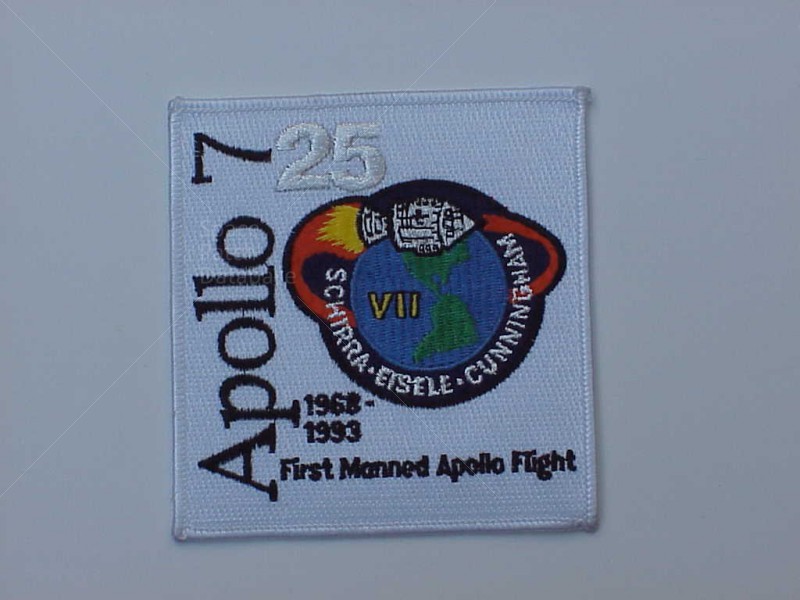 Apollo 7
25
VII
SCHIRRA·EISELE·CUNNINGHAM
1968-
1993
First Manned Apollo Flight